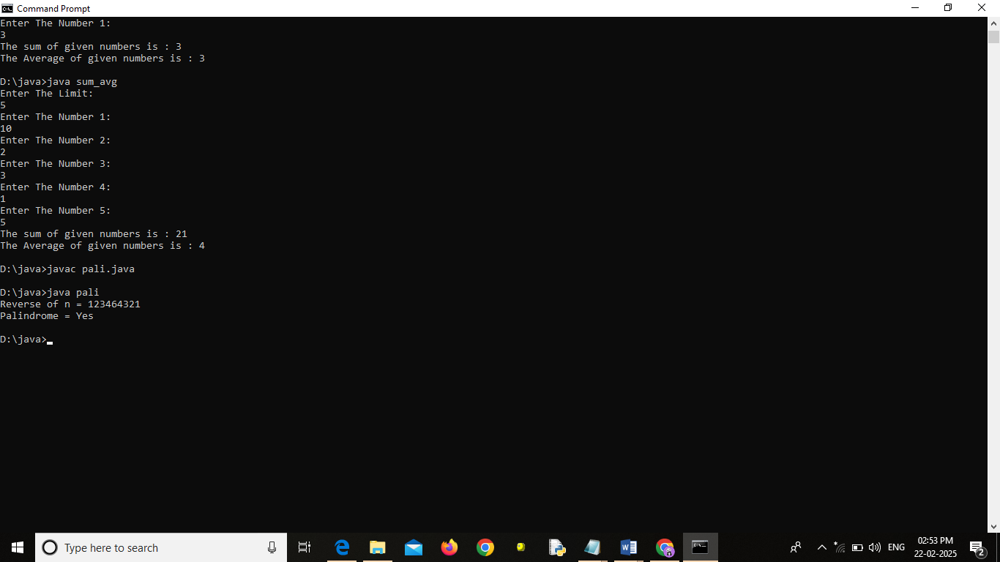 Command Prompt
Enter The Number 1:
3
The sum of given numbers is : 3
The Average of given numbers is : 3
D:\java>java sum_avg
Enter The Limit:
5
Enter The Number 1:
10
Enter The Number 2:
2
Enter The Number 3:
3
Enter The Number 4:
1
Enter The Number 5:
5
The sum of given numbers is : 21
The Average of given numbers is : 4
D:\java>javac pali.java
D:\java>java pali
Reverse of n = 123464321
Palindrome = Yes
D:\java>
Type here to search
ENG
02:53 PM
22-02-2025
2